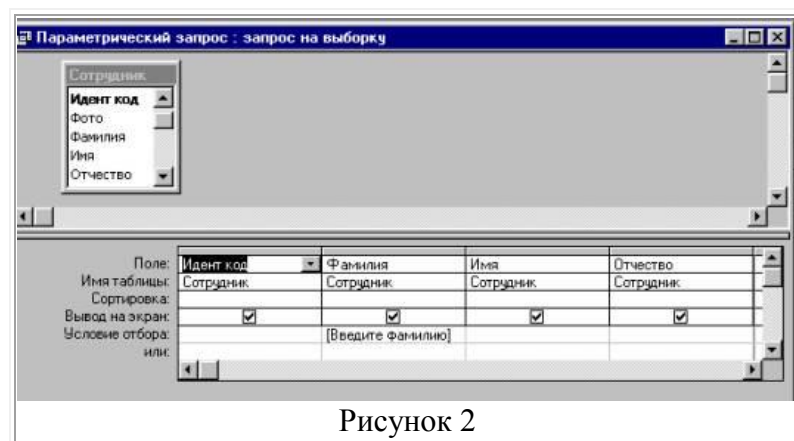 Параметрический запрос : запрос на выборку
Сотрудник
Идент код
Фото
Фамилия
Имя
Отчество
Поле: Идент код Фамилия Имя Отчество
Имя таблицы: Сотрудник Сотрудник Сотрудник Сотрудник
Сортировка:
Вывод на экран:
Условие отбора: [Введите фамилию]
или:
Рисунок 2